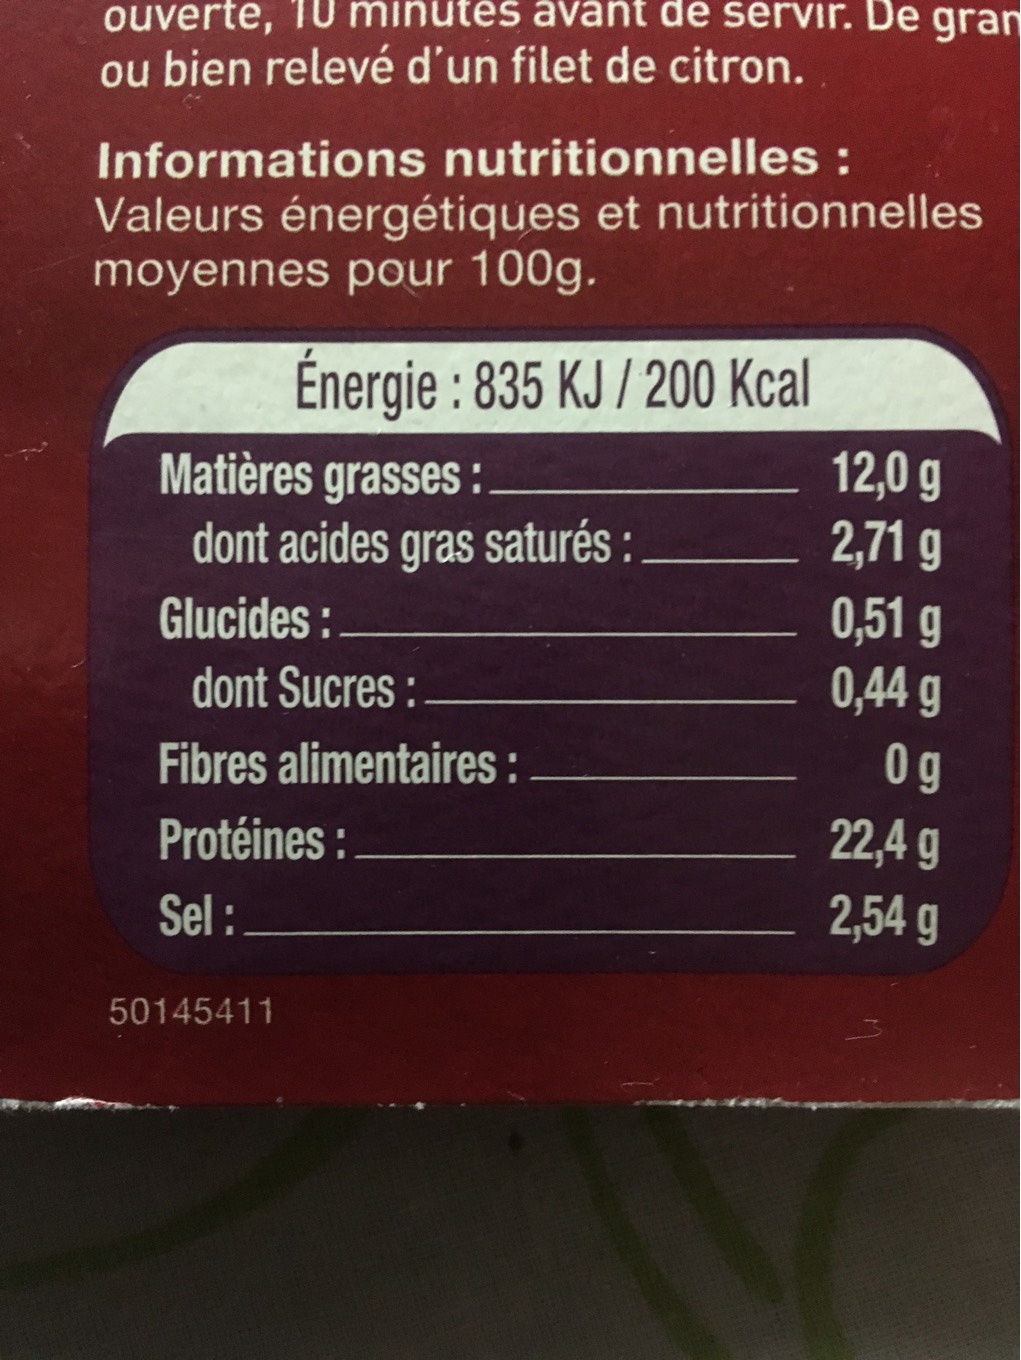 ouverte, 10 minutes avant de servir. De gran
ou bien relevé d'un filet de citron.
Informations nutritionnelles :
Valeurs énergétiques et nutritionnelles
moyennes pour 100g.
Énergie : 835 KJ / 200 Kcal
Matières grasses : 12,0 g
dont acides gras saturés : 2,71 g
Glucides : 0,51 g
dont Sucres : 0,44 g
Fibres alimentaires : 0 g
Protéines : 22,4 g
Sel : 2,54 g
50145411